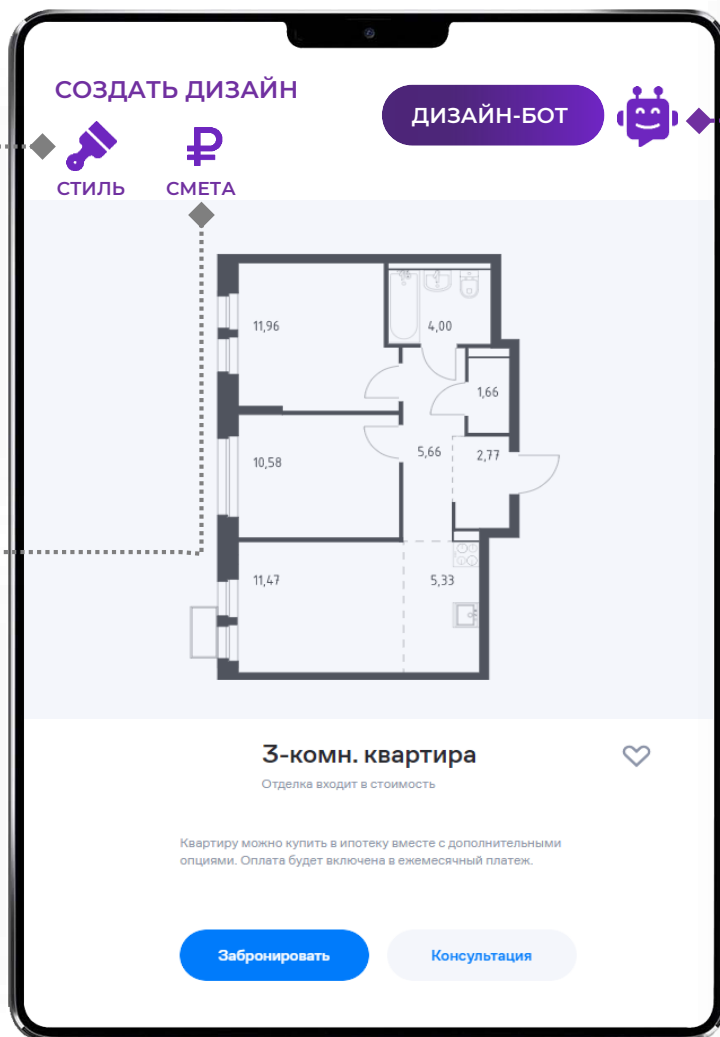 СОЗДАТЬ ДИЗАЙН
ДИЗАЙН-БОТ
СТИЛЬ
СМЕТА
11,96
4,00
1,66
10,58
5,66
2,77
11,47
5,33
3-комн. квартира
Отделка входит в стоимость
Квартиру можно купить в ипотеку вместе с дополнительными
опциями. Оплата будет включена в ежемесячный платеж.
Забронировать
Консультация